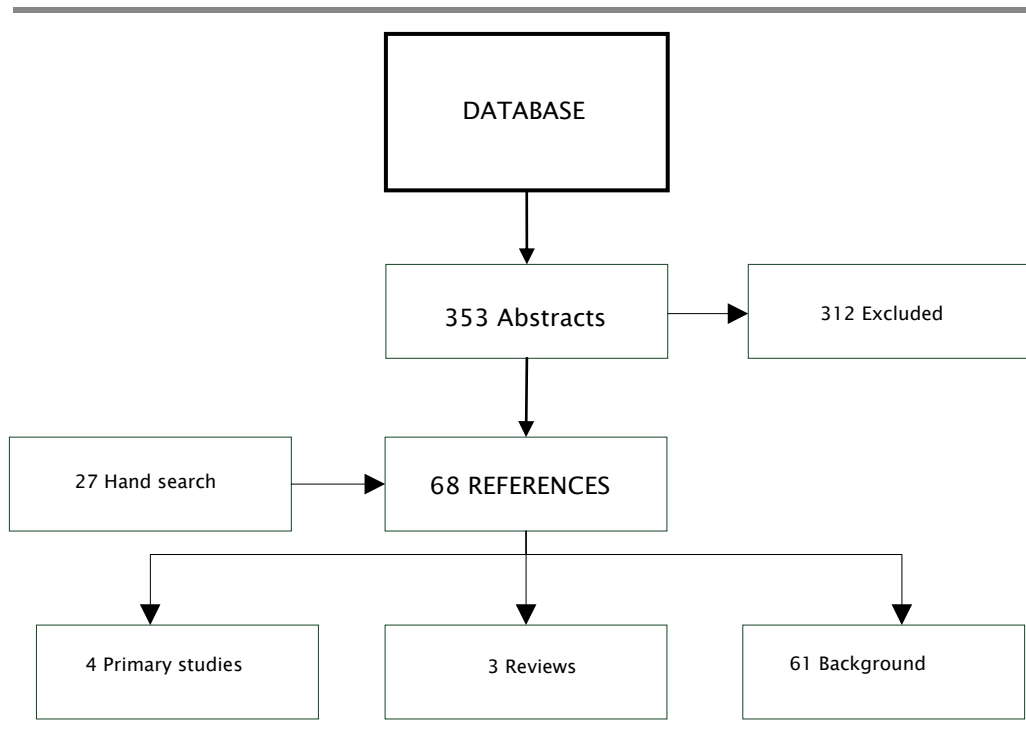 DATABASE
353 Abstracts
312 Excluded
27 Hand search
68 REFERENCES
4 Primary studies
3 Reviews
61 Background